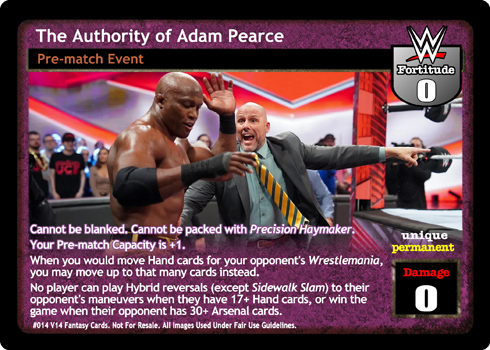 The Authority of Adam Pearce
Pre-match Event
Fortitude
0
Cannot be blanked. Cannot be packed with Precision Haymaker.
Your Pre-match Capacity is +1.
When you would move Hand cards for your opponent's Wrestlemania,
you may move up to that many cards instead.
No player can play Hybrid reversals (except Sidewalk Slam) to their
opponent's maneuvers when they have 17+ Hand cards, or win the
game when their opponent has 30+ Arsenal cards.
#014 V14 Fantasy Cards. Not For Resale. All Images Used Under Fair Use Guidelines.
unique
permanent
Damage
0